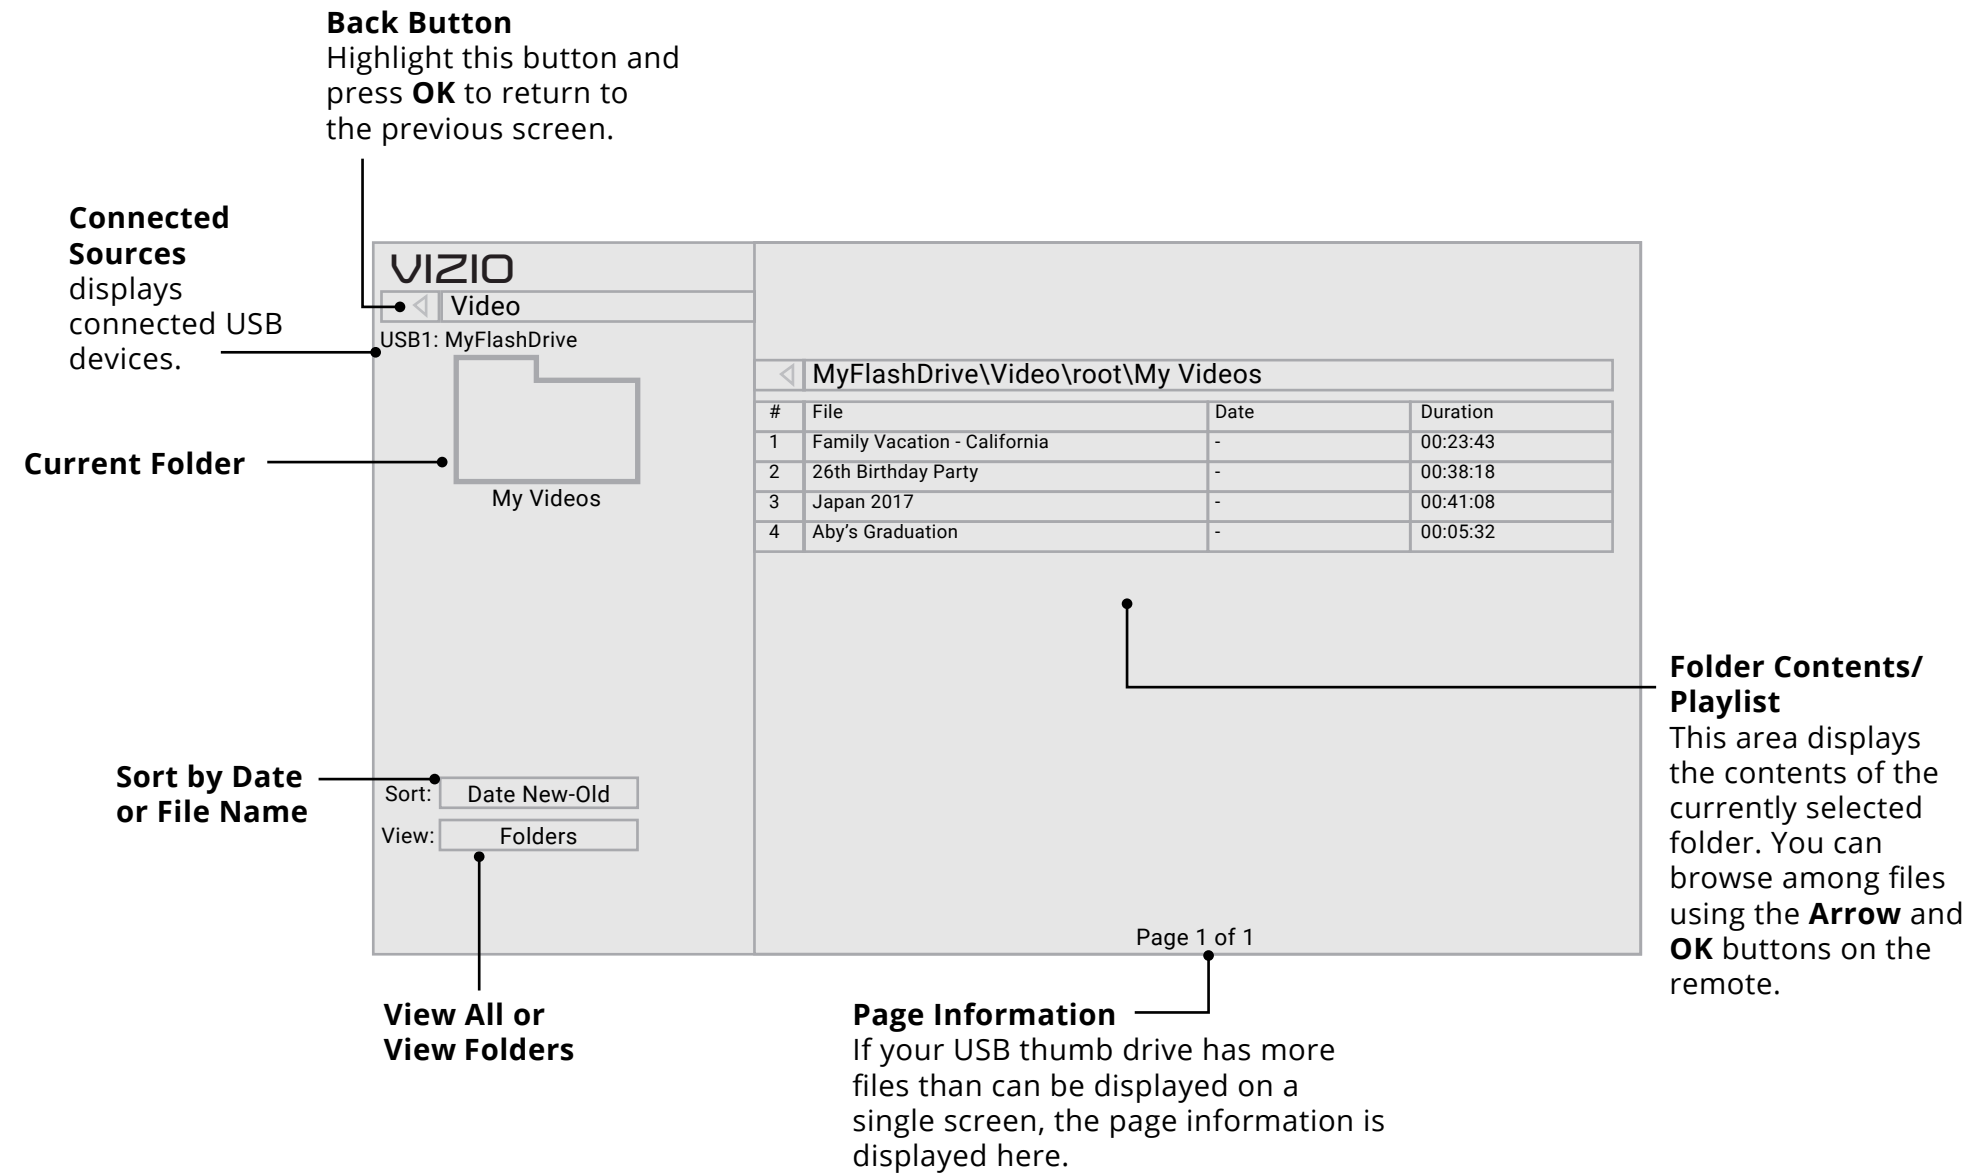 Back Button
Highlight this button and
press OK to return to
the previous screen.
Connected
Sources
displays
connected USB
devices.
VIZIO
Video
USB1: MyFlashDrive
My Videos
Current Folder
MyFlashDrive\Video\root\My Videos
# File Date Duration
1 Family Vacation - California - 00:23:43
2 26th Birthday Party - 00:38:18
3 Japan 2017 - 00:41:08
4 Aby’s Graduation - 00:05:32
Folder Contents/
Playlist
This area displays
the contents of the
currently selected
folder. You can
browse among files
using the Arrow and
OK buttons on the
remote.
Sort by Date
or File Name
Sort: Date New-Old
View: Folders
Page 1 of 1
View All or
View Folders
Page Information
If your USB thumb drive has more
files than can be displayed on a
single screen, the page information is
displayed here.